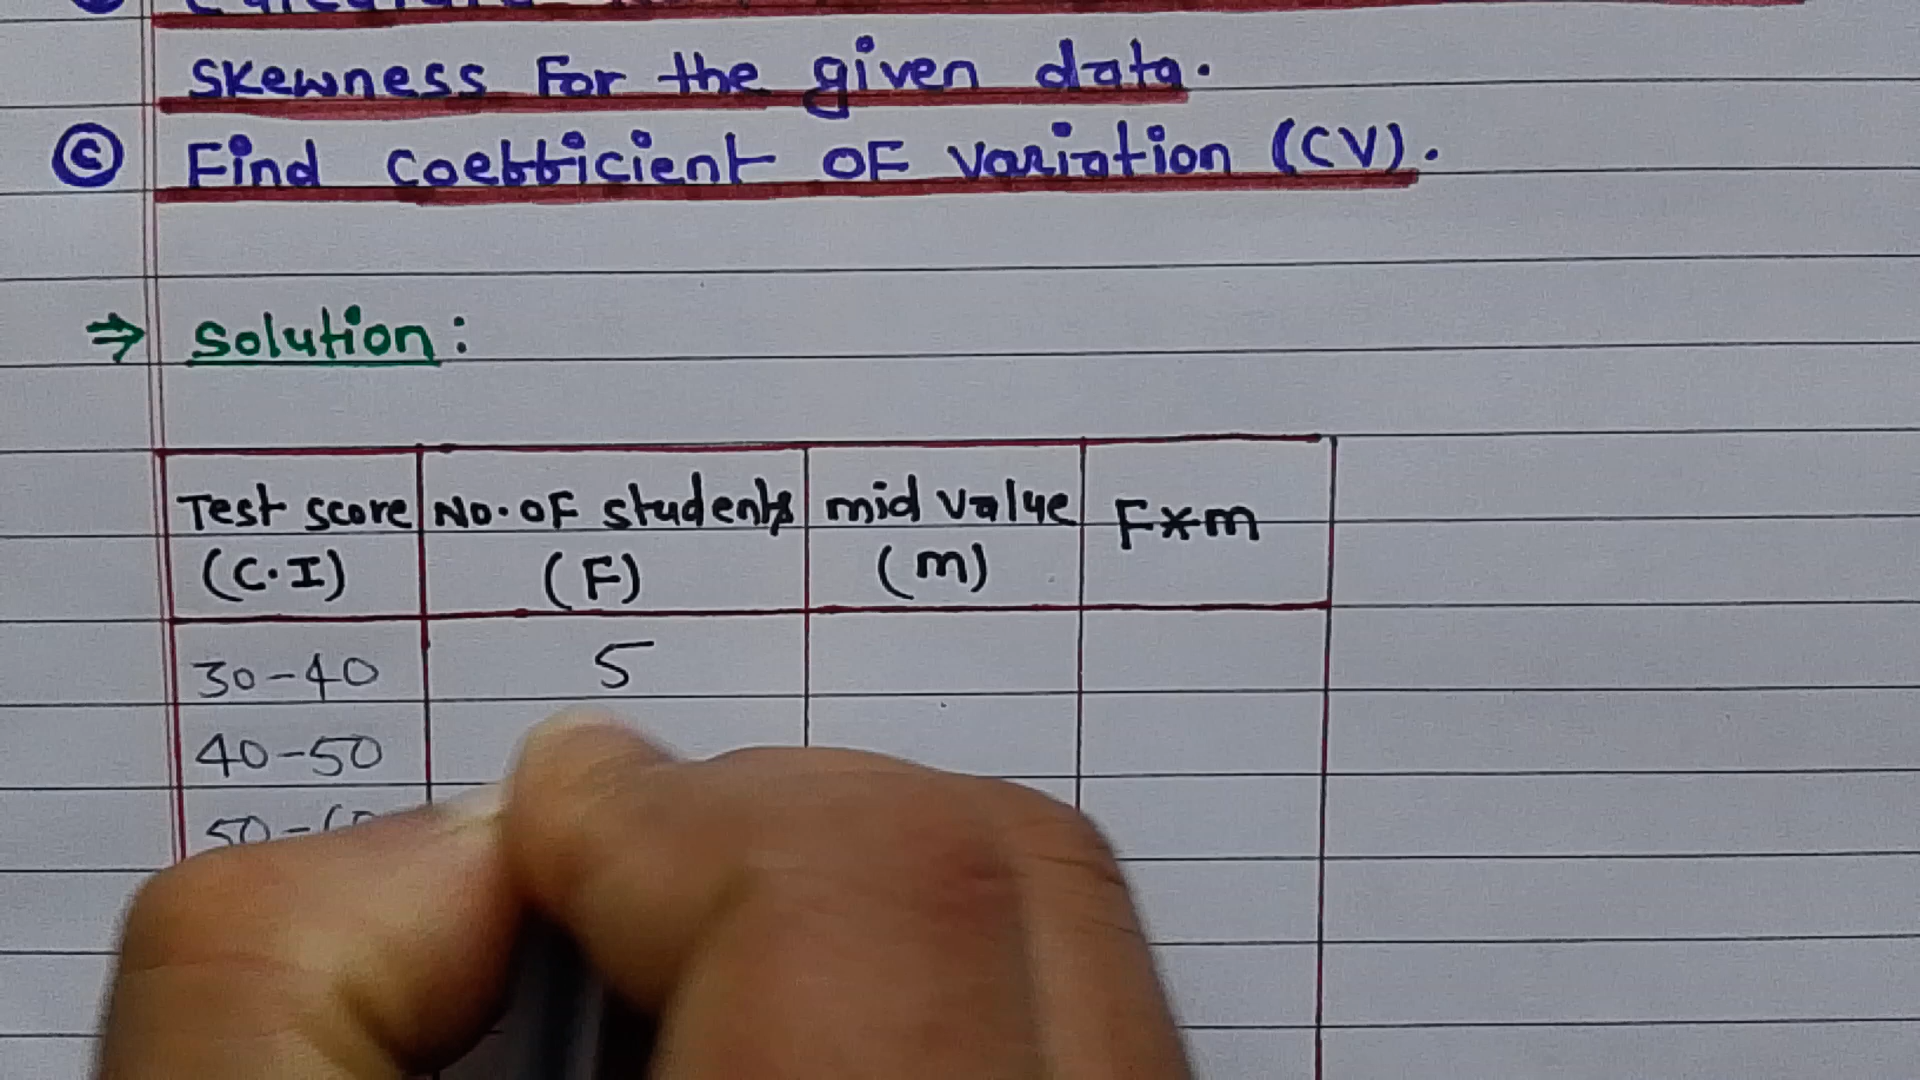 skewness For the given data.
© Find coefficient OF variation (CV).
⇒ Solution:
Test score (C.I) No. OF students (F) mid value (m) F*m
30-40 5
40-50